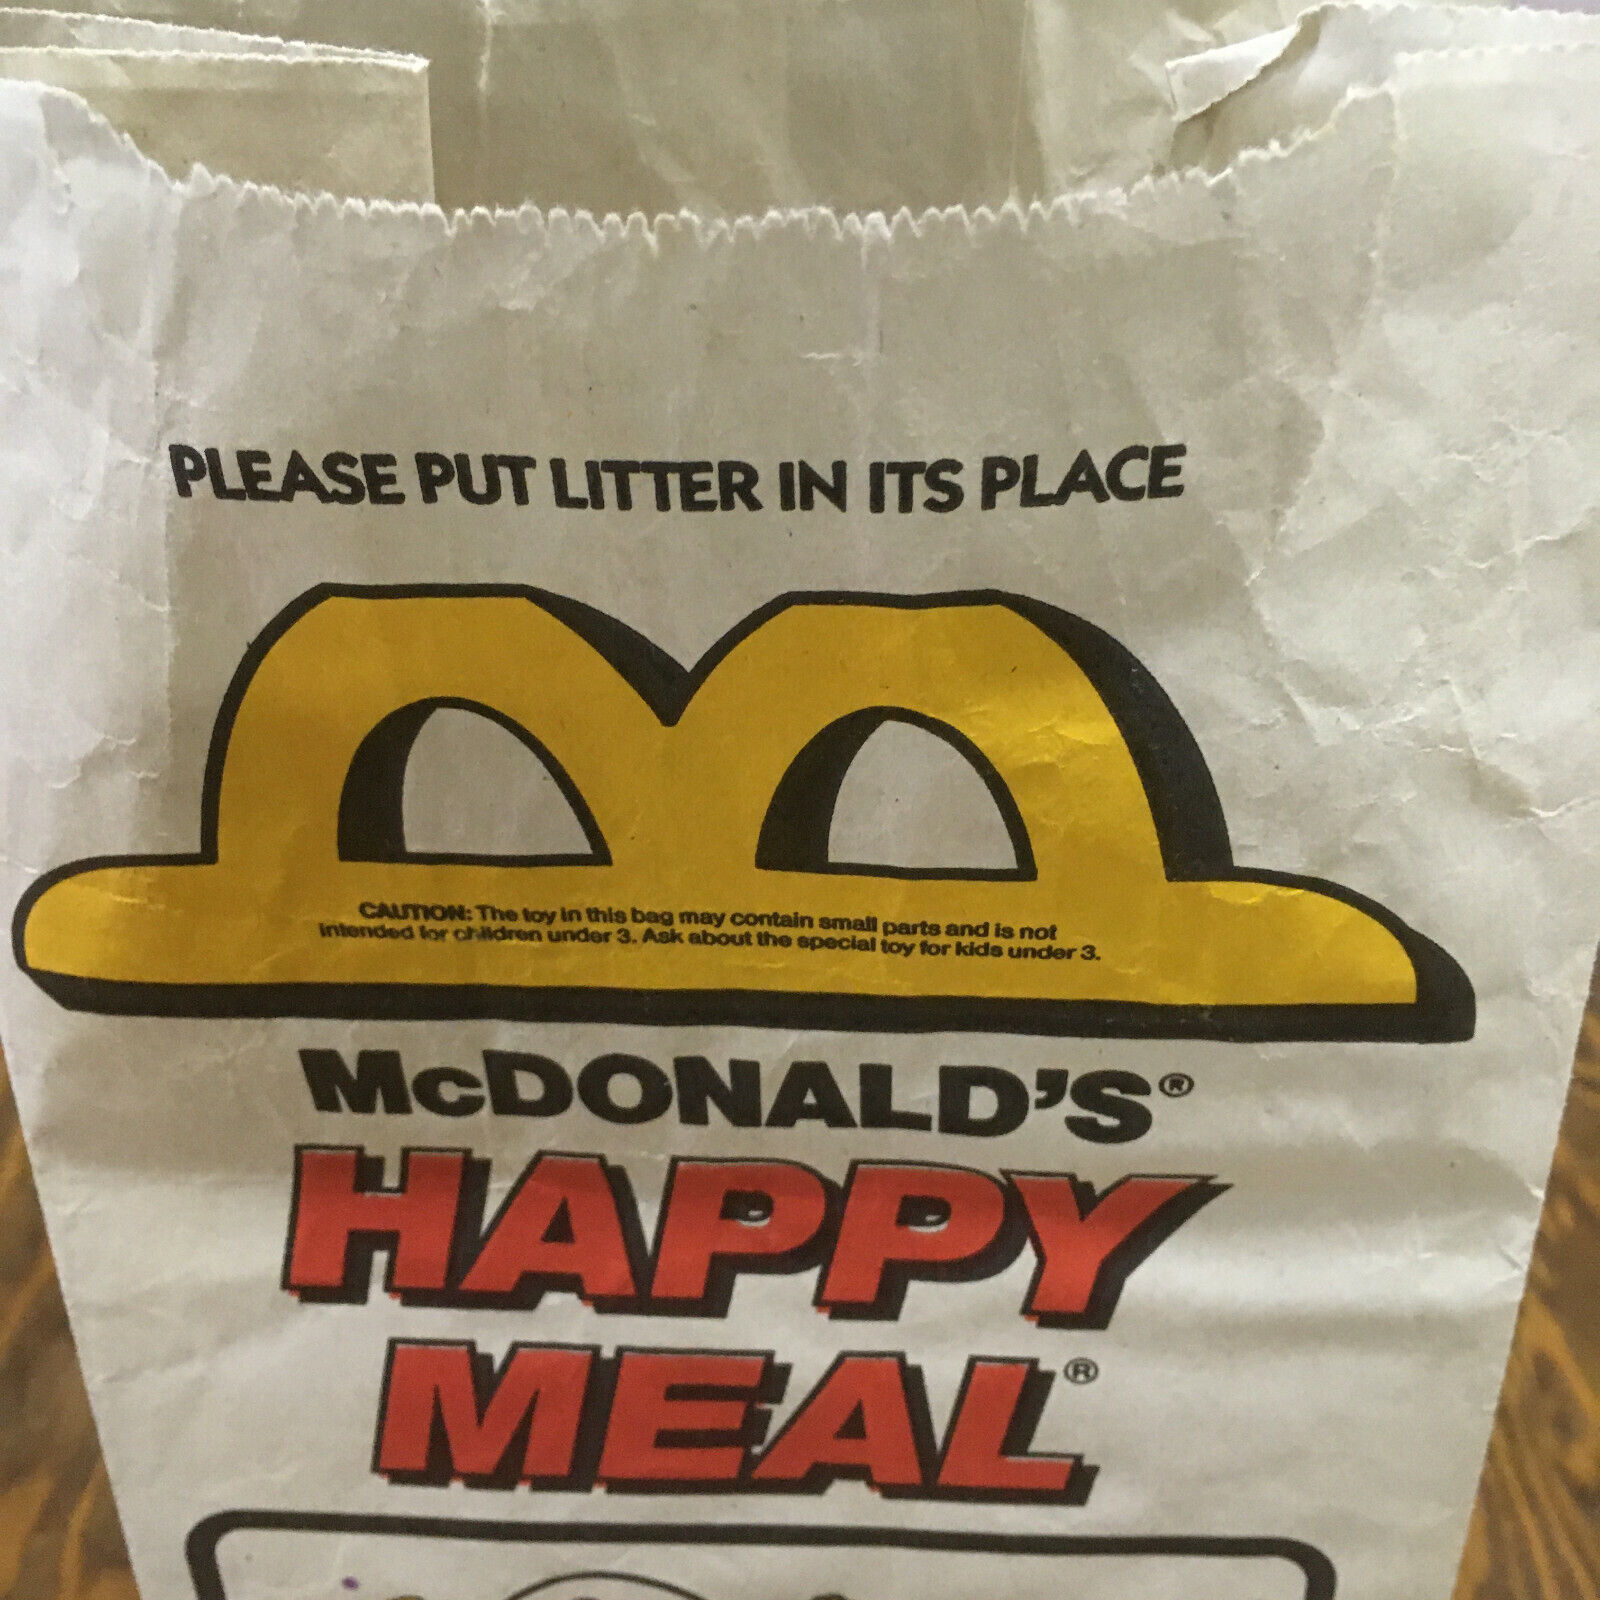 PLEASE PUT LITTER IN ITS PLACE
CAUTION: The toy in this bag may contain small parts and is not
intended for children under 3. Ask about the special toy for kids under 3.
McDONALD'S®
HAPPY
MEAL®